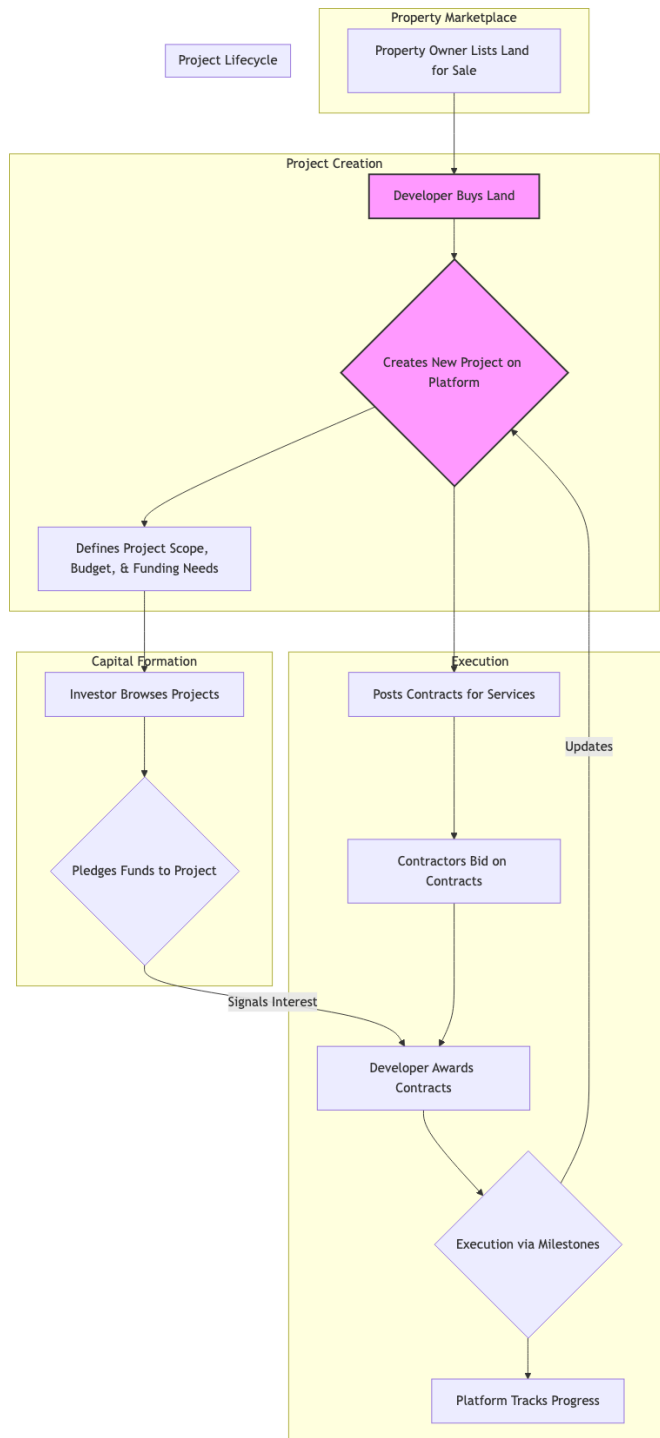 Property Marketplace
Project Lifecycle
Property Owner Lists Land
for Sale
Project Creation
Developer Buys Land
Creates New Project on
Platform
Defines Project Scope,
Budget, & Funding Needs
Capital Formation
Execution
Investor Browses Projects
Posts Contracts for Services
Updates
Pledges Funds to Project
Contractors Bid on
Contracts
Signals Interest
Developer Awards
Contracts
Execution via Milestones
Platform Tracks Progress